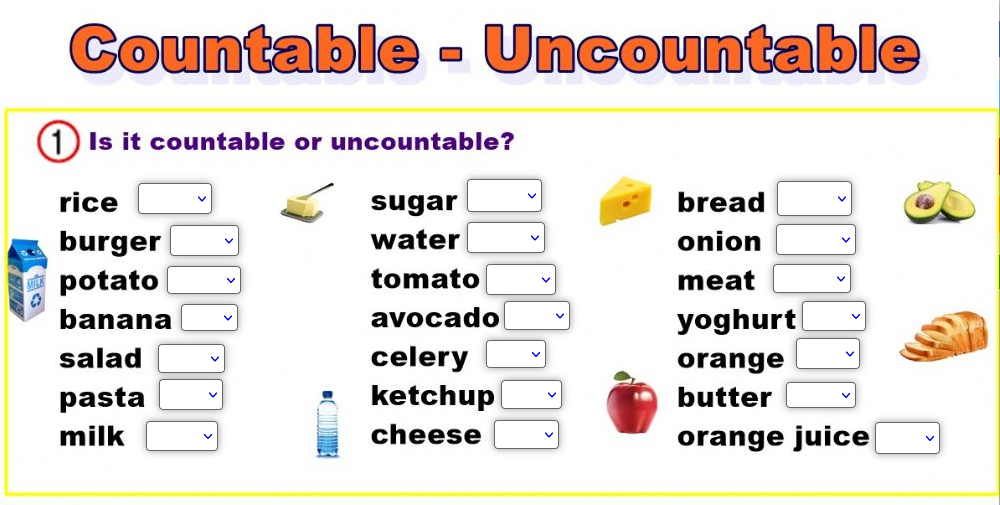 Countable - Uncountable
1 Is it countable or uncountable?
rice
burger
potato
banana
salad
pasta
milk
sugar
water
tomato
avocado
celery
ketchup
cheese
bread
onion
meat
yoghurt
orange
butter
orange juice
MILK